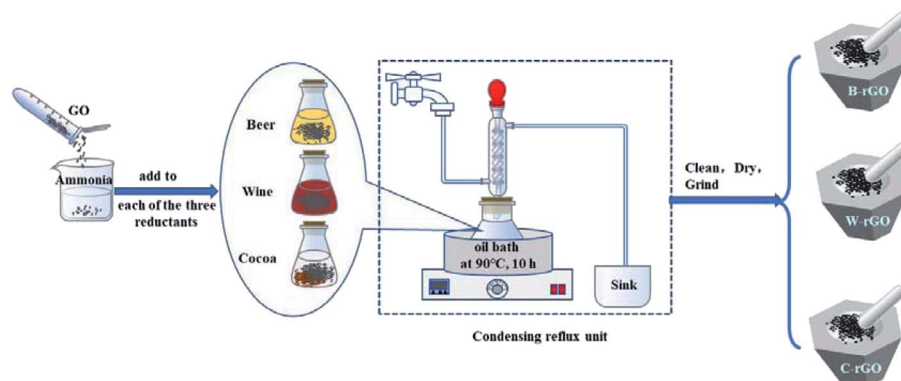 GO
Ammonia
add to
each of the three
reductants
Beer
Wine
Cocoa
oil bath
at 90℃, 10 h
Sink
Condensing reflux unit
Clean, Dry,
Grind
B-rGO
W-rGO
C-rGO